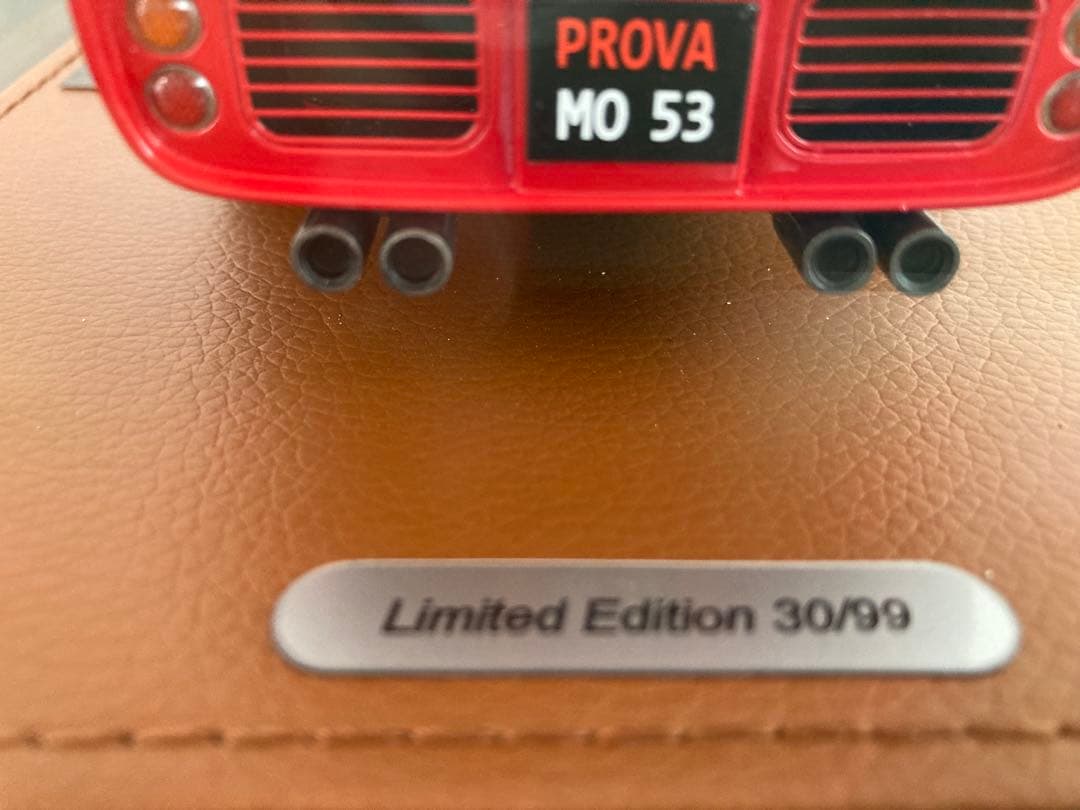 PROVA
MO 53
Limited Edition 30/99